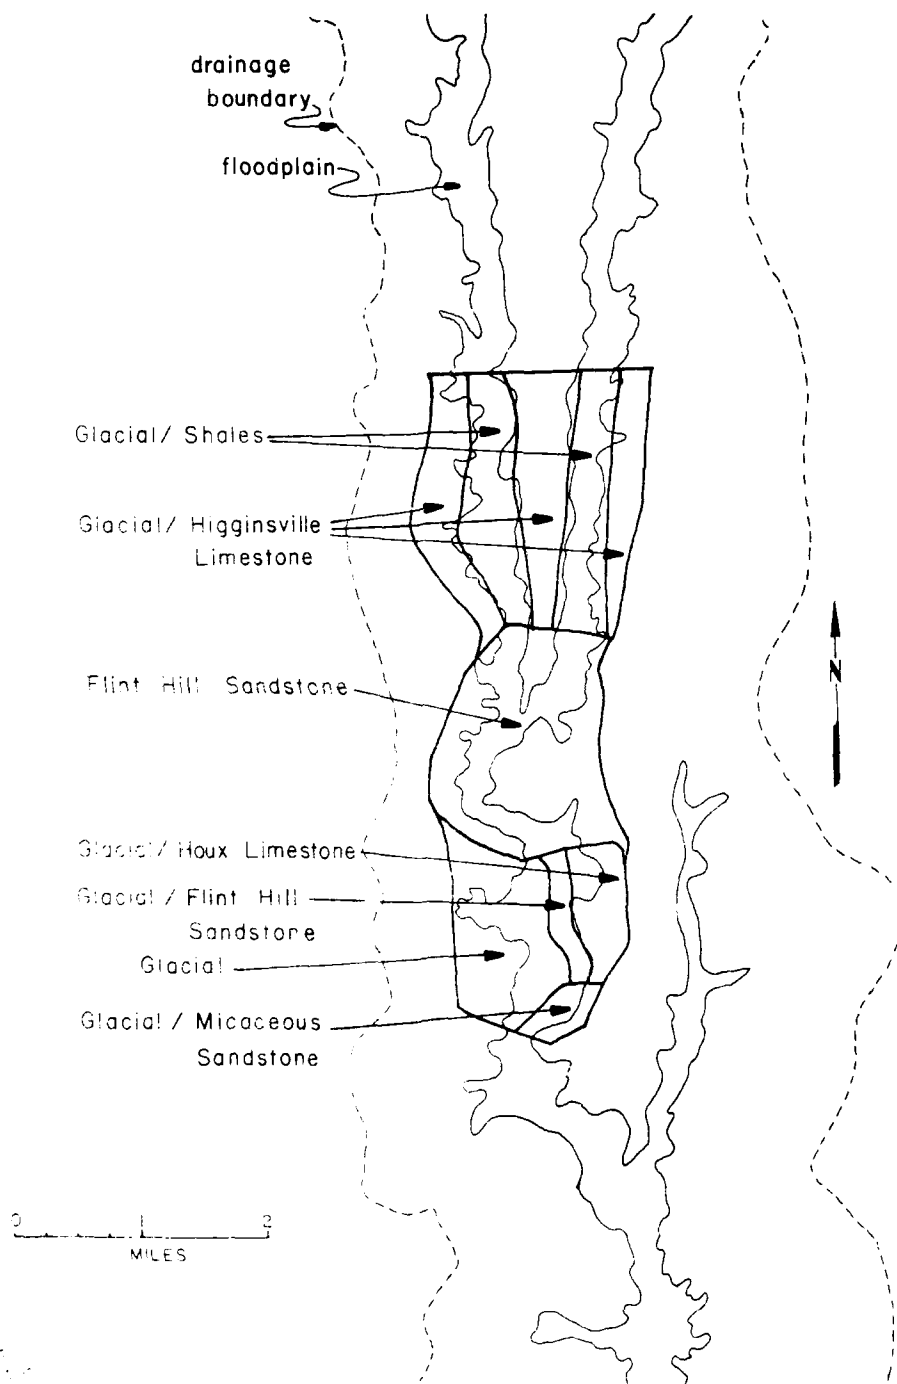 drainage
boundary
floodplain
Glacial/Shales
Glacial/Higginsville
Limestone
N
Flint Hill Sandstone
Glacial/Houx Limestone
Glacial/Flint Hill
Sandstone
Glacial
Glacial/Micaceous
Sandstone
0 1 2
MILES